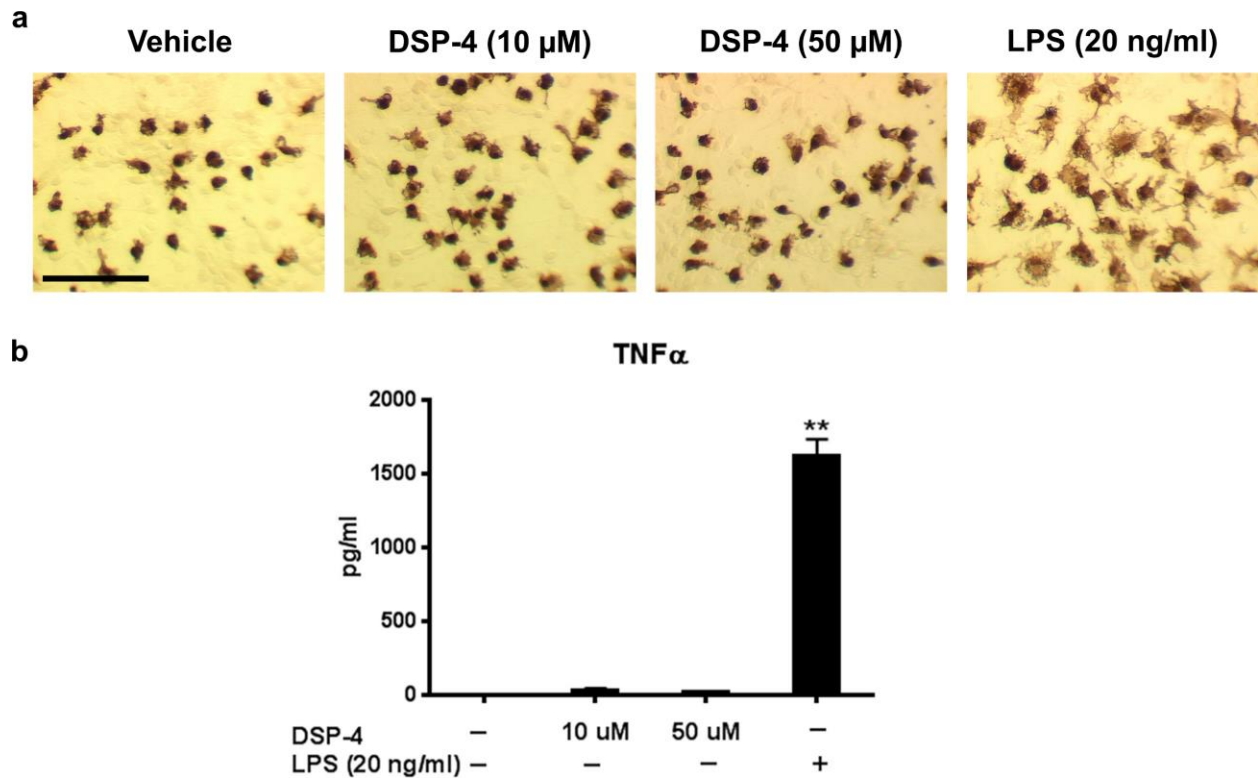 a
Vehicle DSP-4 (10 µM) DSP-4 (50 µM) LPS (20 ng/ml)
b
TNFα
2000
1500
1000
500
0
pg/ml
**
DSP-4 – 10 uM 50 uM –
LPS (20 ng/ml) – – – +